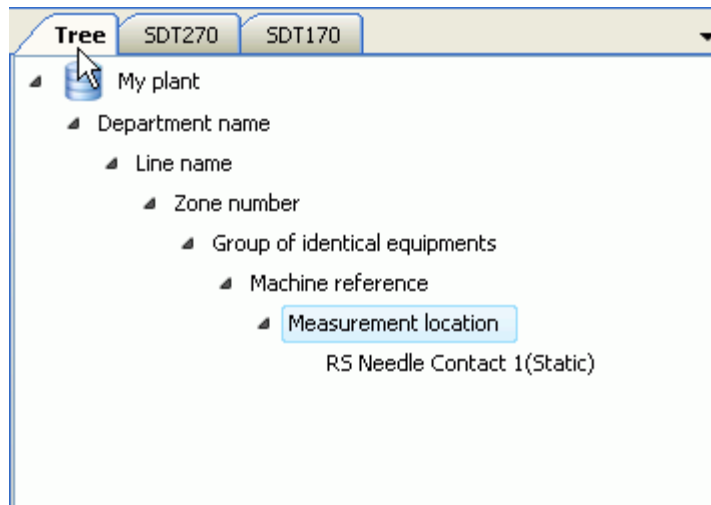 Tree SDT270 SDT170
My plant
Department name
Line name
Zone number
Group of identical equipments
Machine reference
Measurement location
RS Needle Contact 1(Static)